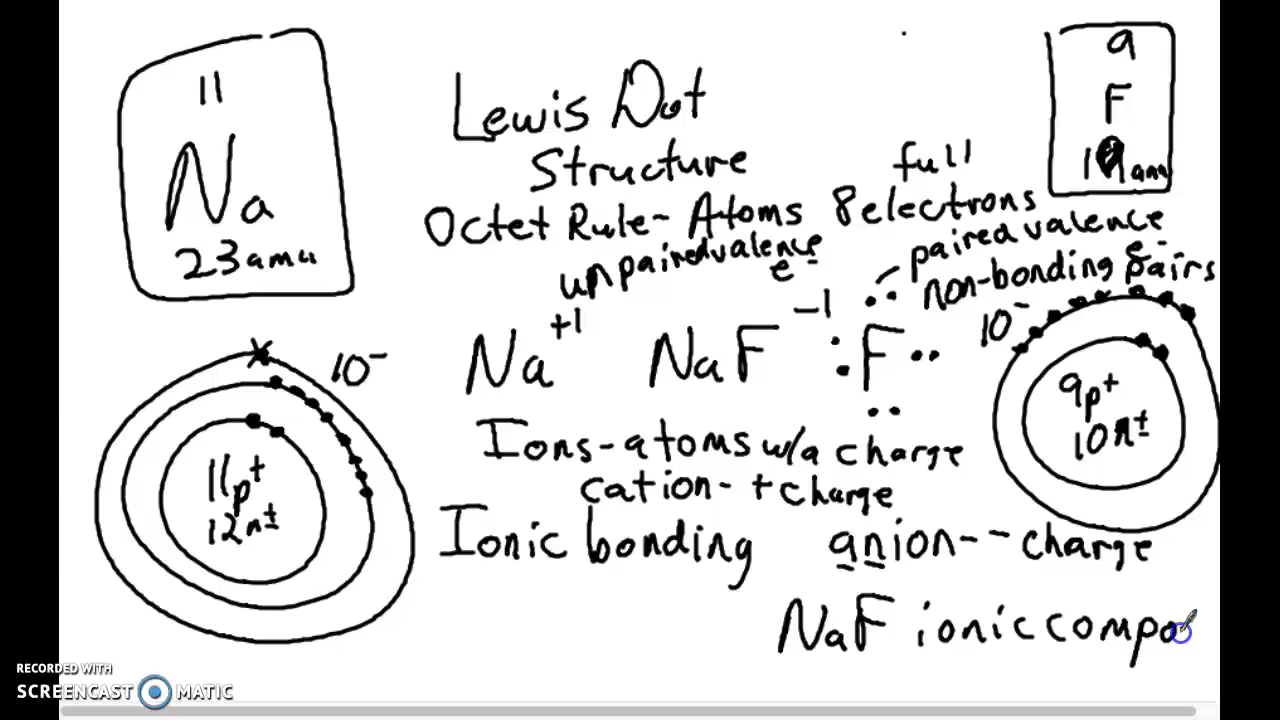 11
Na
23amu
Lewis Dot
Structure
Octet Rule- Atoms full 8electrons
unpaired valence e-
paired valence e-
non-bonding pairs
9
F
19amu
10-
Na+1
NaF
-1
F
10-
11p+
12n±
9p+
10n±
Ions-atoms w/a charge
cation- + charge
Ionic bonding
anion-- charge
NaF ionic compo
RECORDED WITH
SCREENCAST MATIC